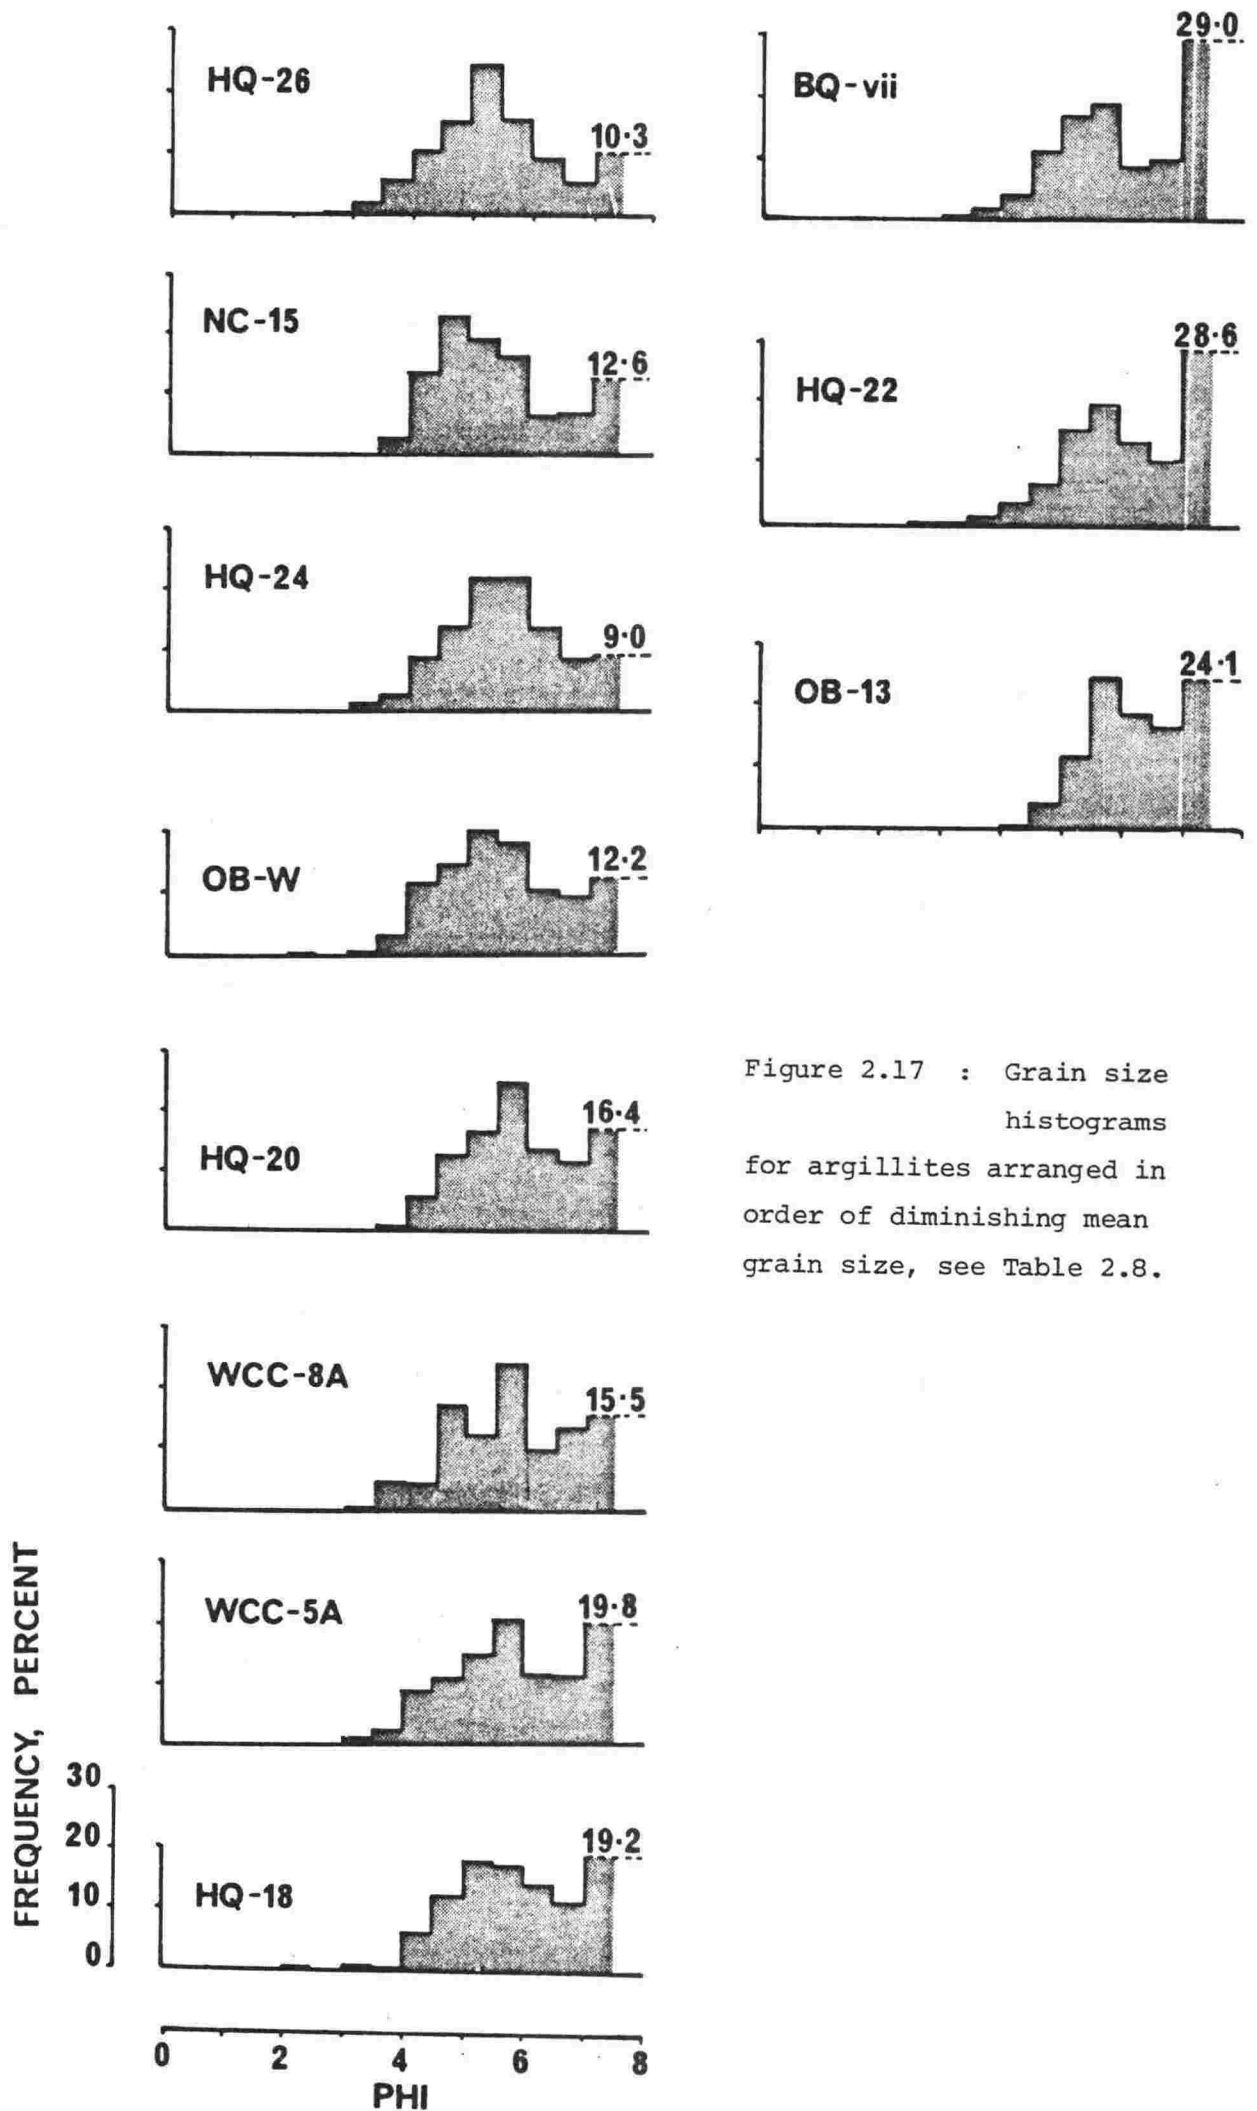 HQ-26
10·3
NC-15
12·6
HQ-24
9·0
OB-W
12·2
HQ-20
16·4
WCC-8A
15·5
WCC-5A
19·8
HQ-18
19·2
FREQUENCY, PERCENT
30
20
10
0
0 2 4 6 8
PHI
BQ-vii
29·0
HQ-22
28·6
OB-13
24·1
Figure 2.17 : Grain size
histograms
for argillites arranged in
order of diminishing mean
grain size, see Table 2.8.